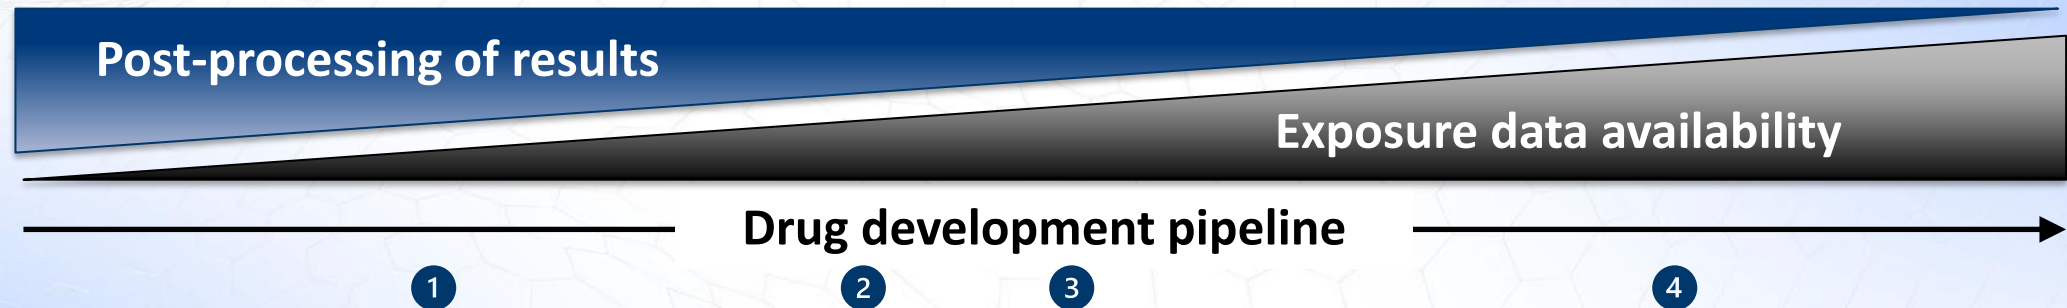 Post-processing of results
Exposure data availability
Drug development pipeline
1 2 3 4